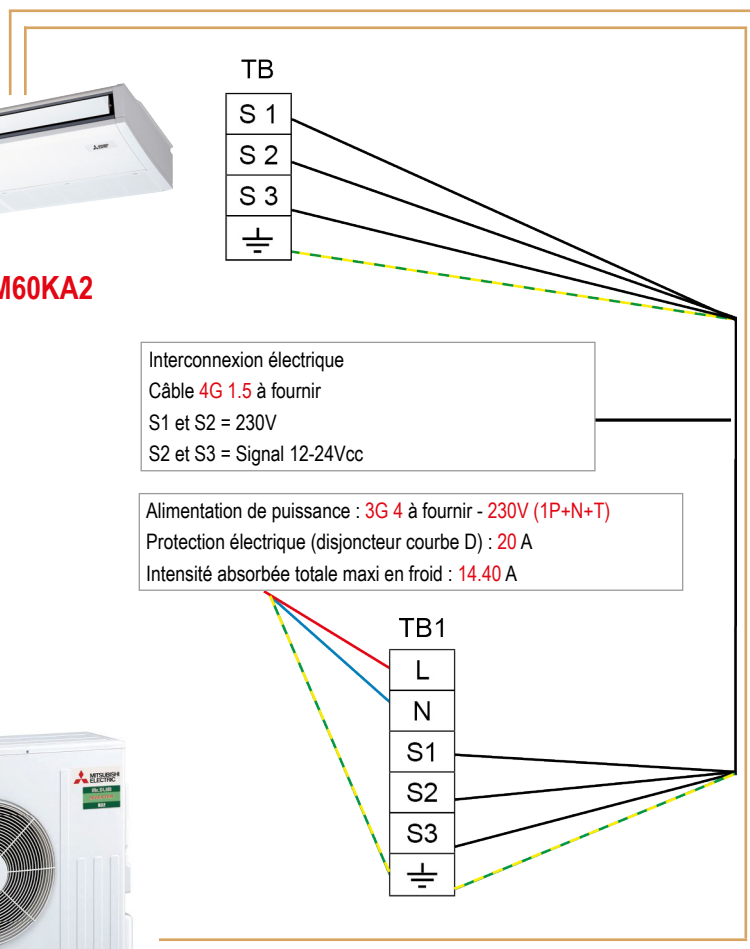 TB
S 1
S 2
S 3
M60KA2
Interconnexion électrique
Câble 4G 1.5 à fournir
S1 et S2 = 230V
S2 et S3 = Signal 12-24Vcc
Alimentation de puissance : 3G 4 à fournir - 230V (1P+N+T)
Protection électrique (disjoncteur courbe D) : 20 A
Intensité absorbée totale maxi en froid : 14.40 A
TB1
L
N
S1
S2
S3
MITSUBISHI
ELECTRIC